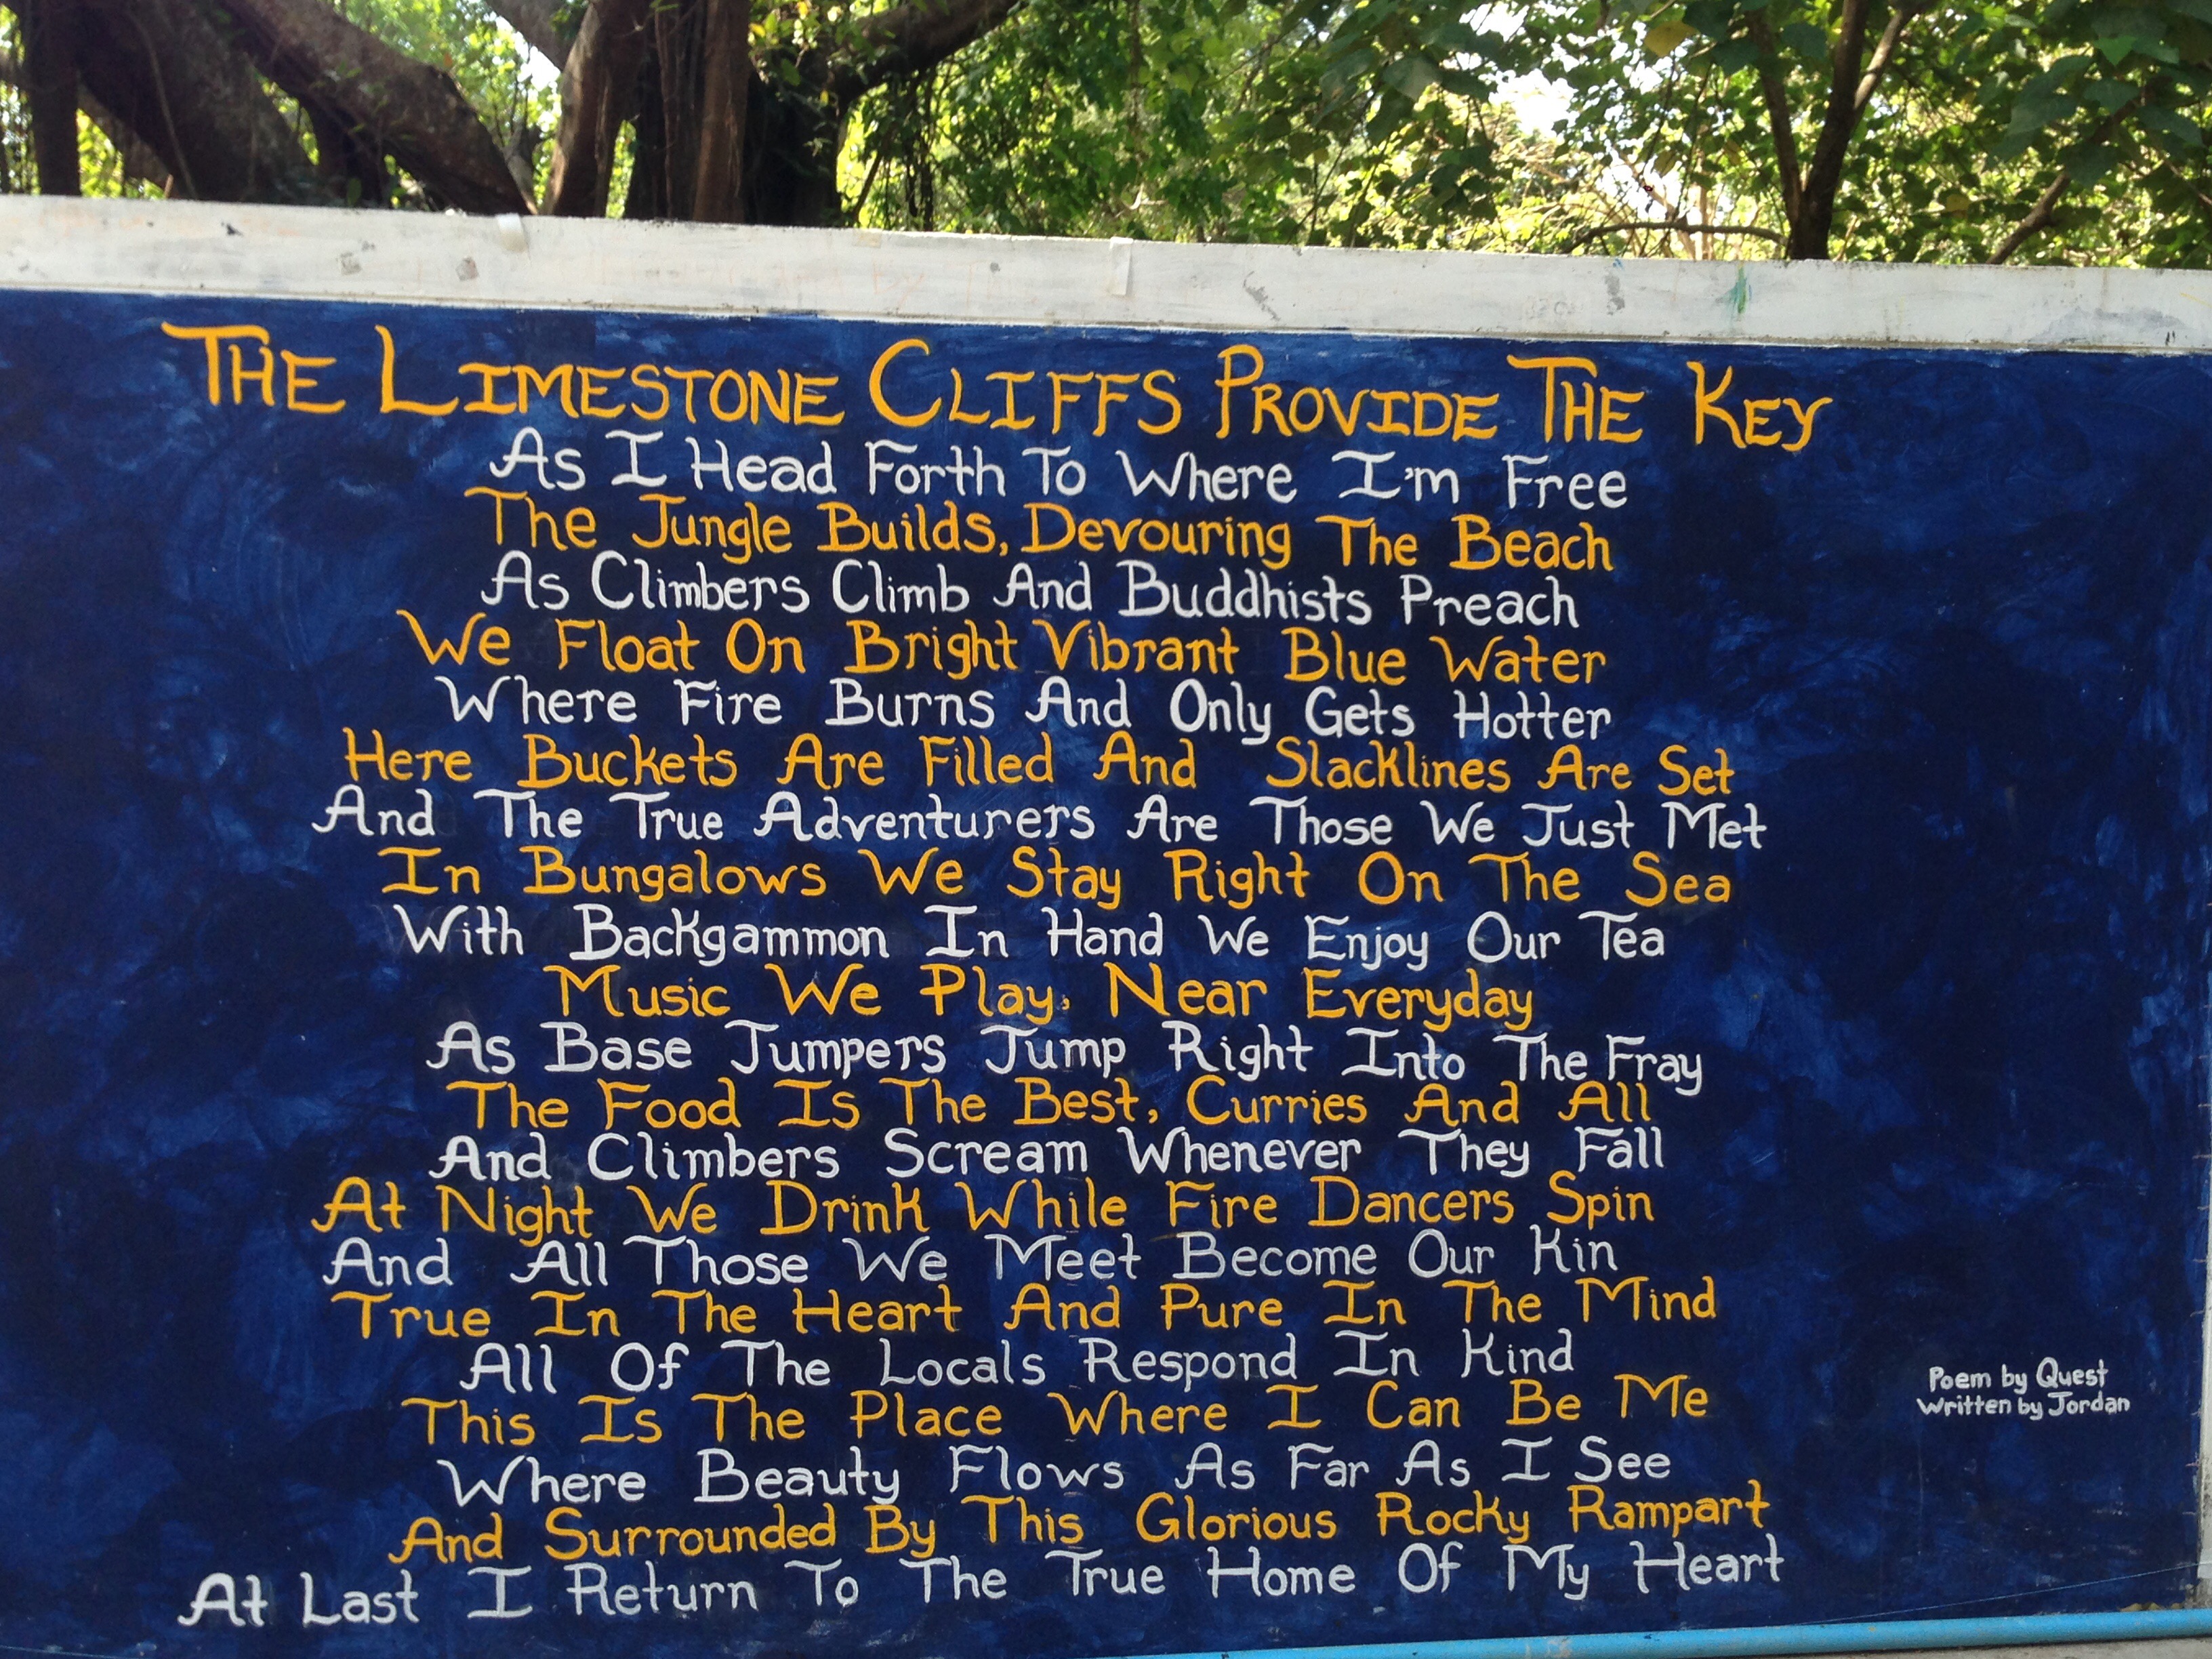 The Limestone Cliffs Provide The Key
As I Head Forth To Where I'm Free
The Jungle Builds, Devouring The Beach
As Climbers Climb And Buddhists Preach
We Float On Bright Vibrant Blue Water
Where Fire Burns And Only Gets Hotter
Here Buckets Are Filled And Slacklines Are Set
And The True Adventurers Are Those We Just Met
In Bungalows We Stay Right On The Sea
With Backgammon In Hand We Enjoy Our Tea
Music We Play, Near Everyday
As Base Jumpers Jump Right Into The Fray
The Food Is The Best, Curries And All
And Climbers Scream Whenever They Fall
At Night We Drink While Fire Dancers Spin
And All Those We Meet Become Our Kin
True In The Heart And Pure In The Mind
All Of The Locals Respond In Kind
This Is The Place Where I Can Be Me
Where Beauty Flows As Far As I See
And Surrounded By This Glorious Rocky Rampart
At Last I Return To The True Home Of My Heart
Poem by Quest
Written by Jordan